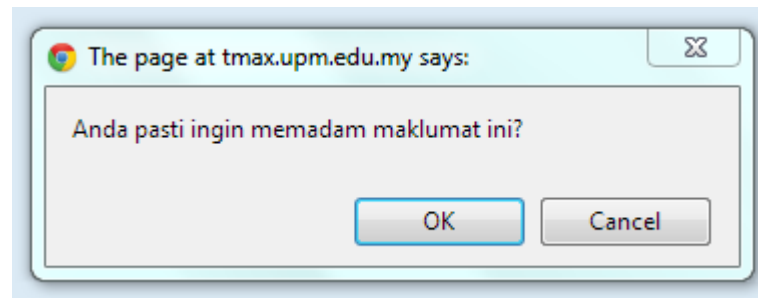 The page at tmax.upm.edu.my says:
Anda pasti ingin memadam maklumat ini?
OK
Cancel